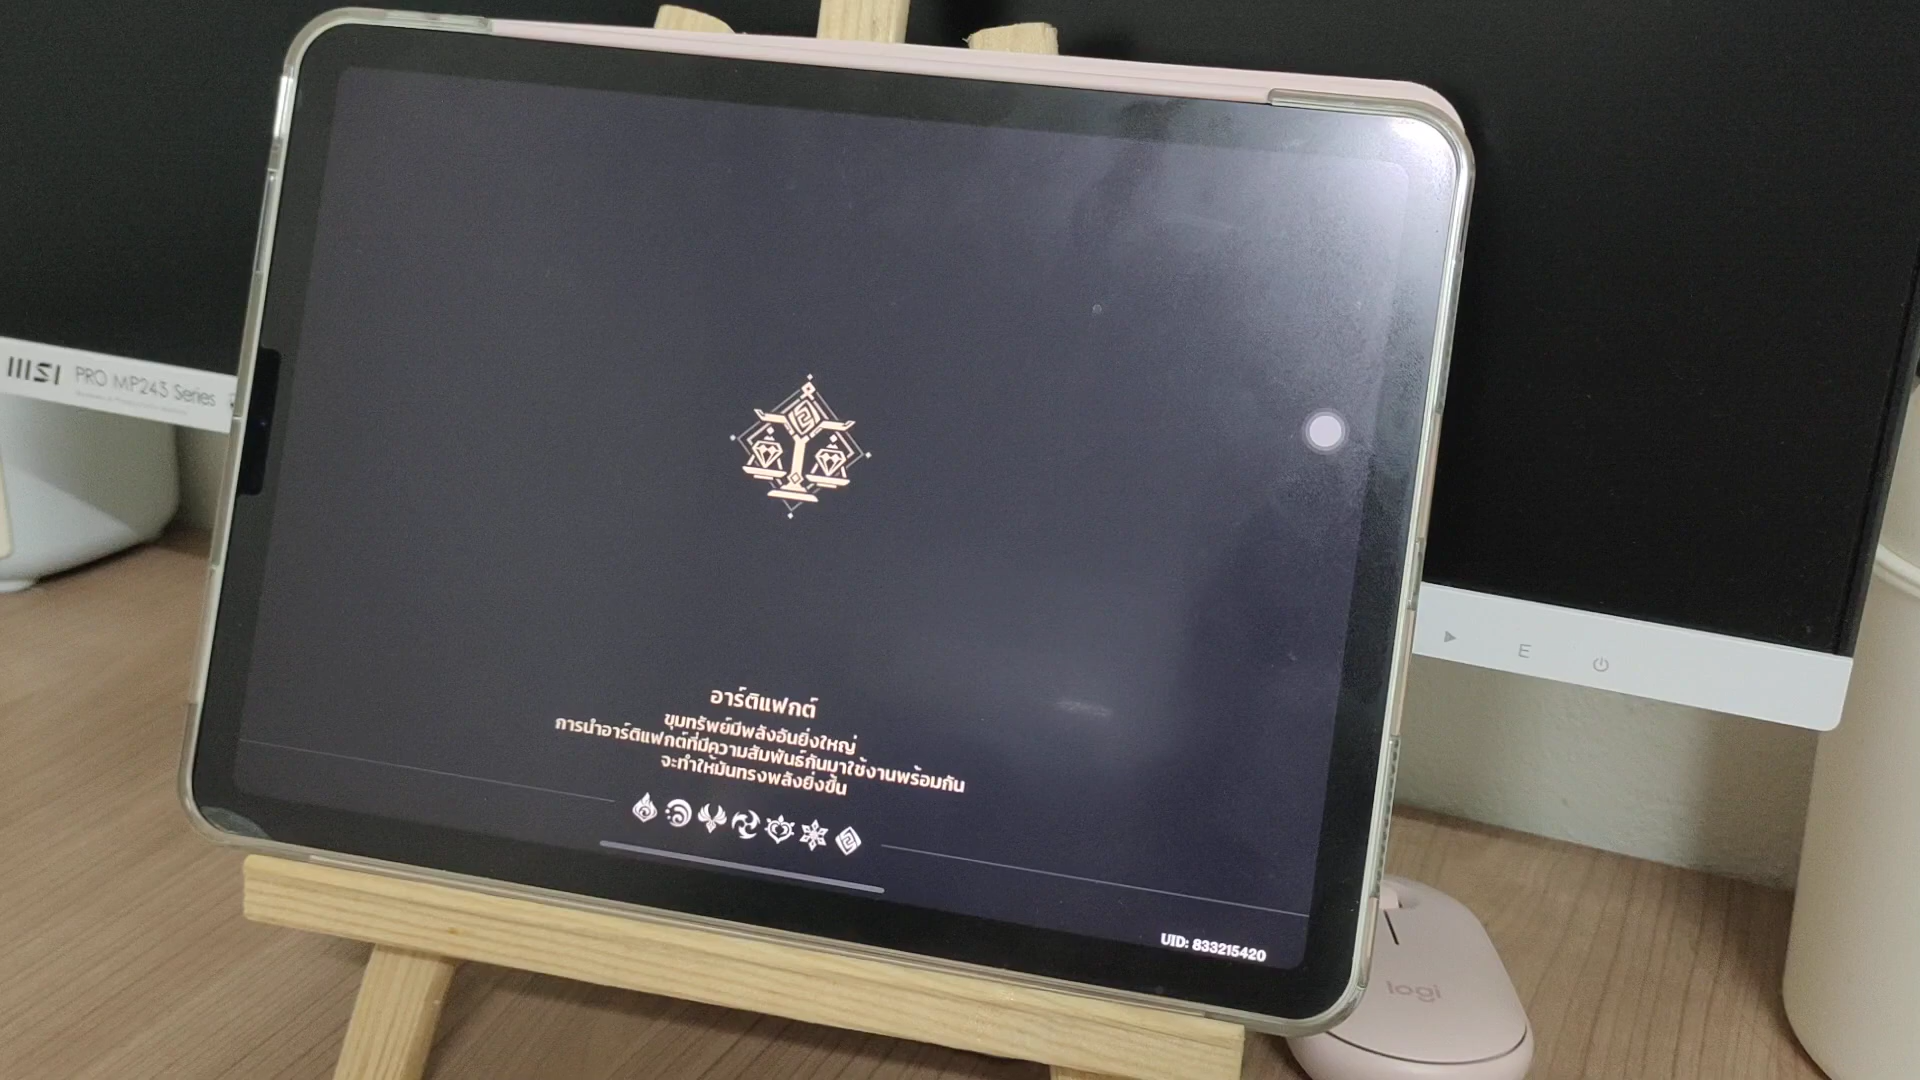 msi PRO MP243 Series
อาร์ติแฟกต์
ขุมทรัพย์มีพลังอันยิ่งใหญ่
การนำอาร์ติแฟกต์ที่มีความสัมพันธ์กันมาใช้งานพร้อมกัน
จะทำให้มันทรงพลังยิ่งขึ้น
UID: 833215420
E
logi